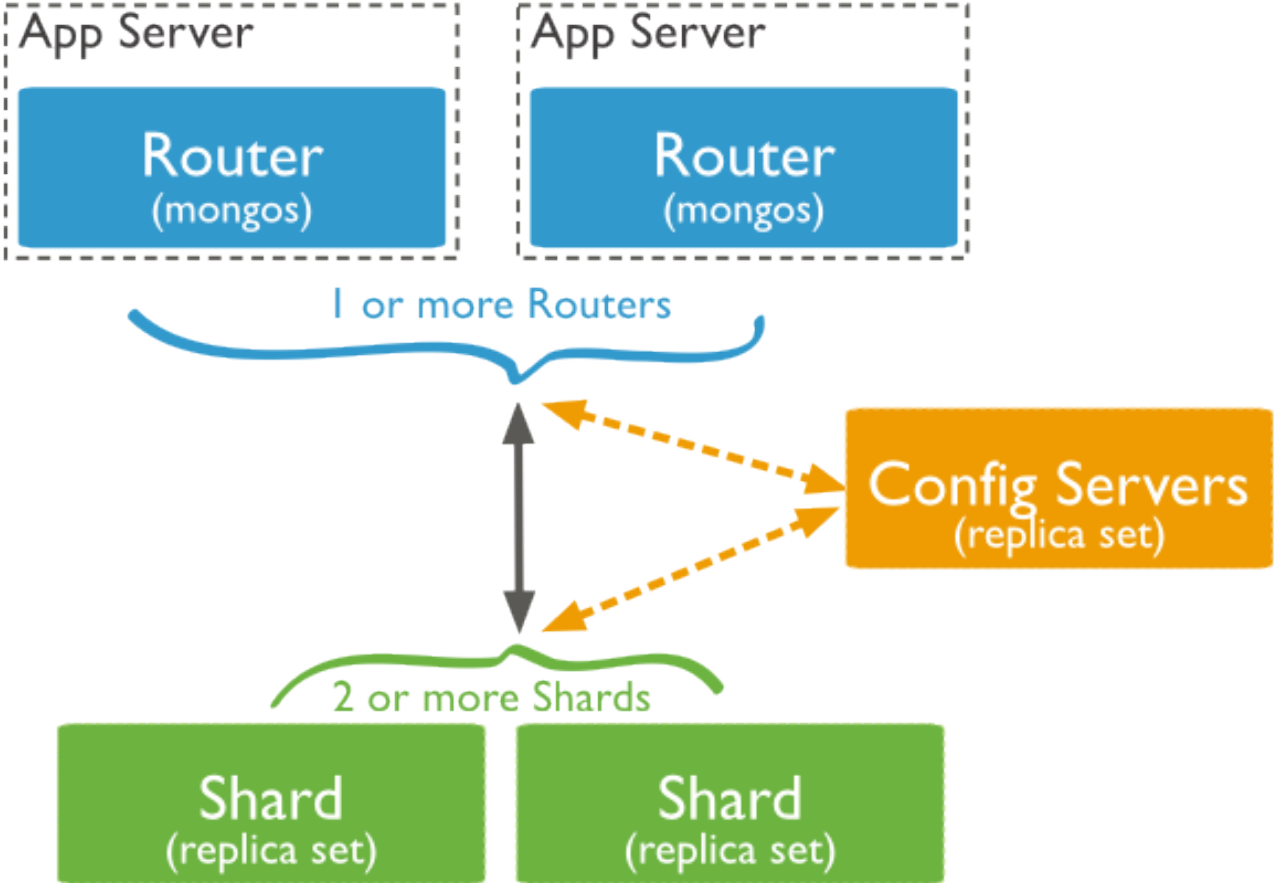 App Server
App Server
Router
(mongos)
Router
(mongos)
1 or more Routers
Config Servers
(replica set)
2 or more Shards
Shard
(replica set)
Shard
(replica set)